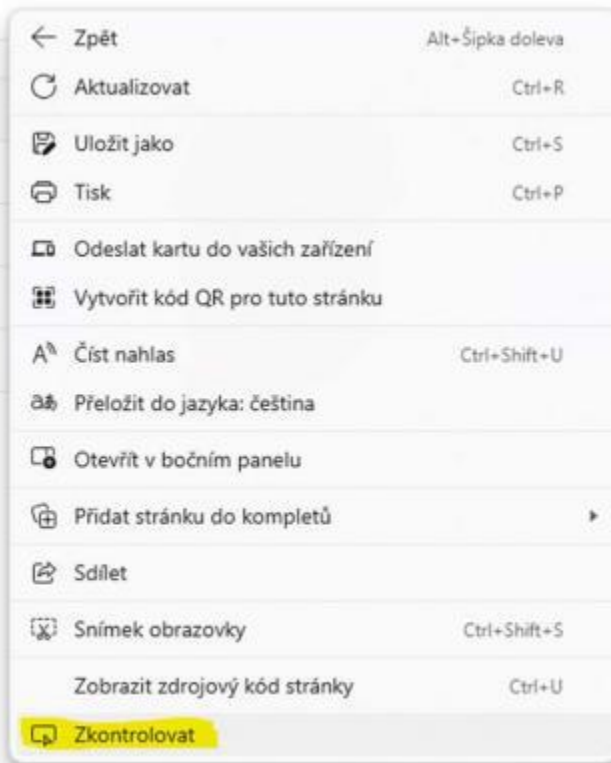 Zpět Alt+Šipka doleva
Aktualizovat Ctrl+R
Uložit jako Ctrl+S
Tisk Ctrl+P
Odeslat kartu do vašich zařízení
Vytvořit kód QR pro tuto stránku
Číst nahlas Ctrl+Shift+U
Přeložit do jazyka: čeština
Otevřít v bočním panelu
Přidat stránku do kompletů
Sdílet
Snímek obrazovky Ctrl+Shift+S
Zobrazit zdrojový kód stránky Ctrl+U
Zkontrolovat